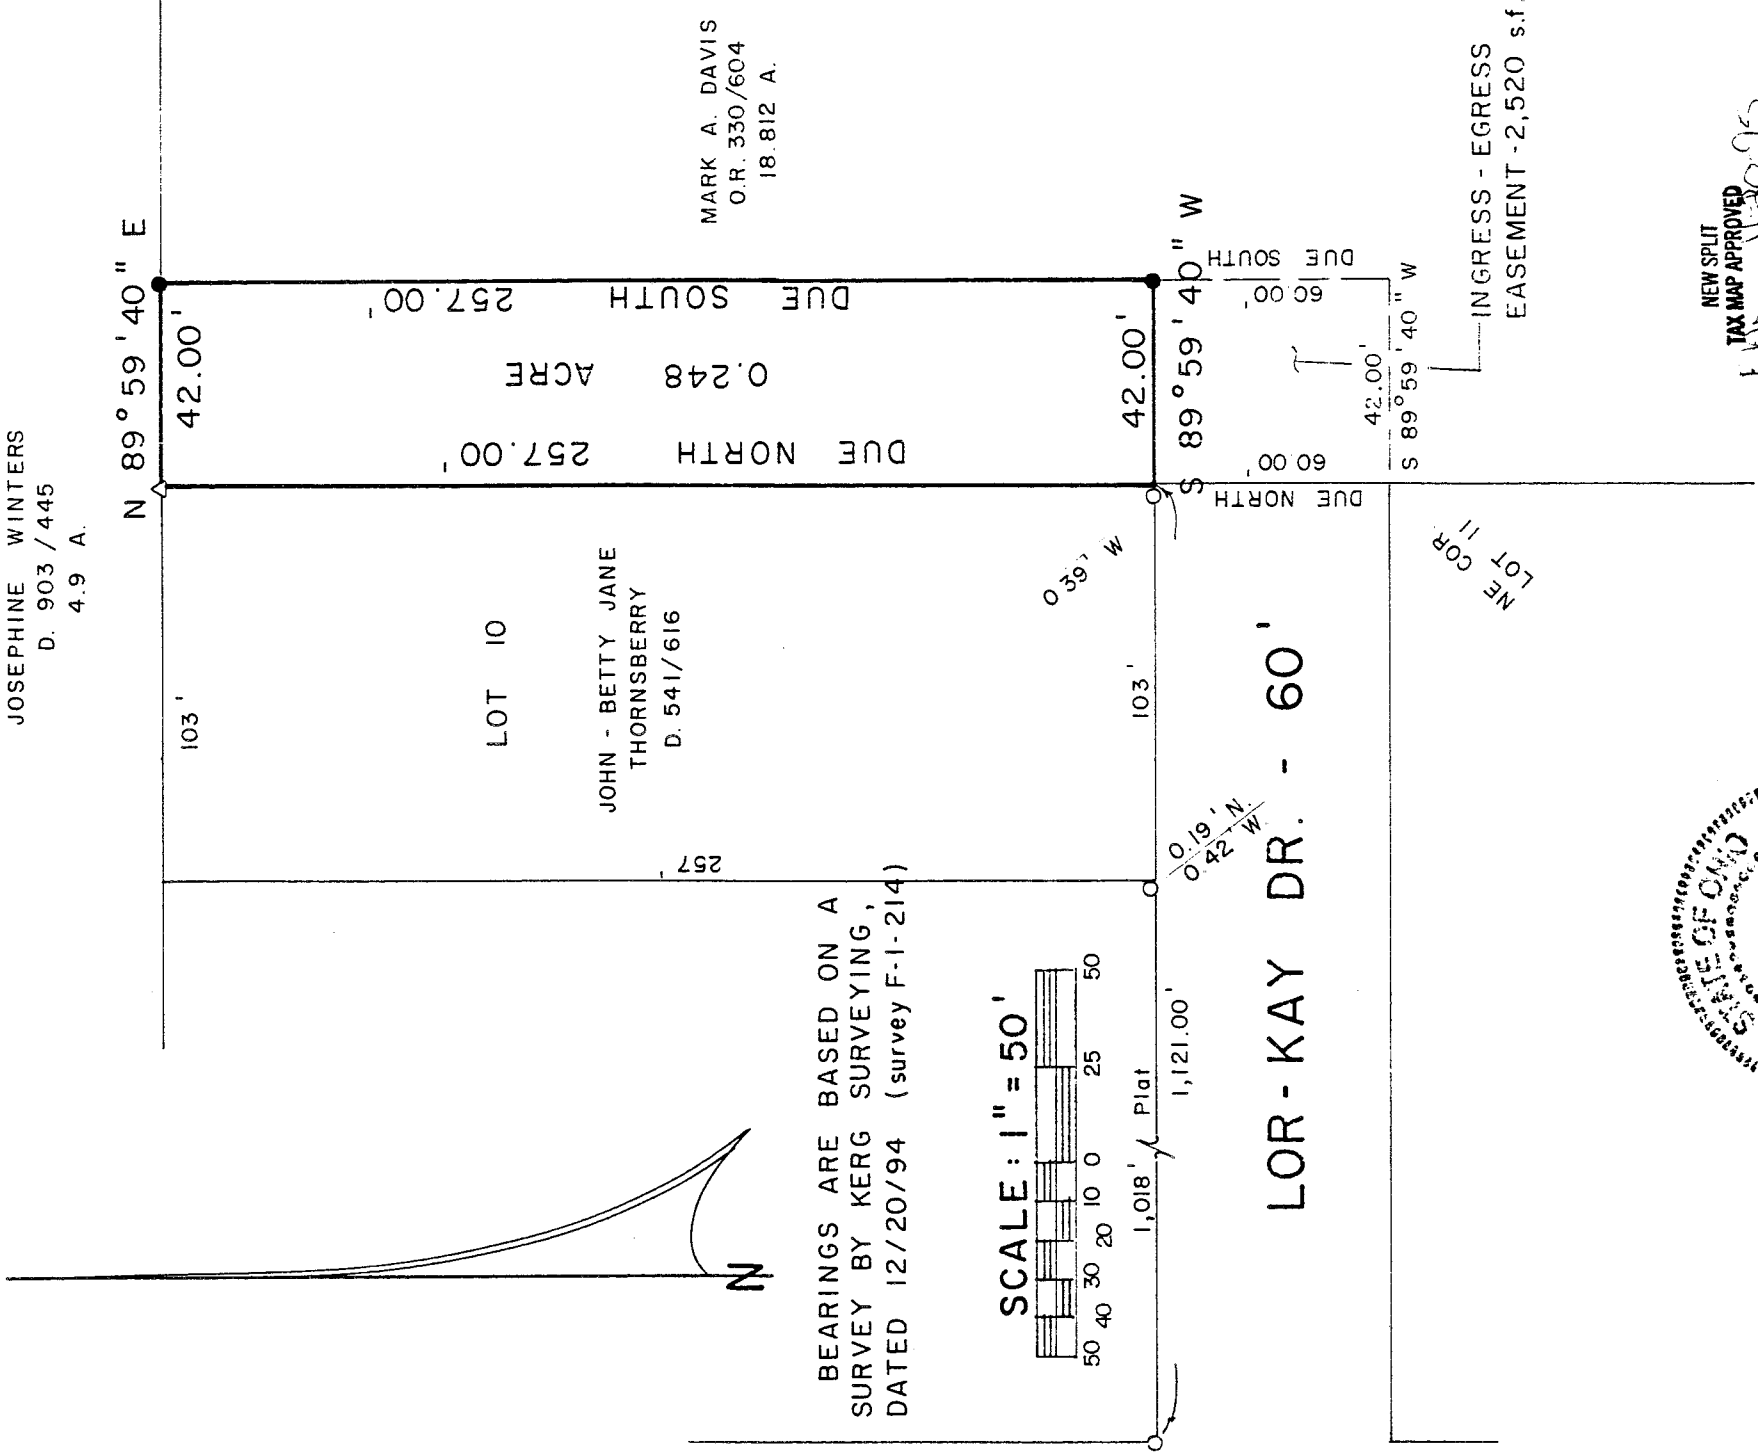 JOSEPHINE WINTERS
D. 903 / 445
4.9 A.
N 89° 59' 40" E
42.00'
103'
DUE SOUTH 257.00'
0.248 ACRE
DUE NORTH 257.00'
MARK A. DAVIS
O.R. 330/604
18.812 A.
LOT 10
JOHN - BETTY JANE
THORNSBERRY
D. 541/616
257'
42.00'
S 89° 59' 40" W
DUE SOUTH
60.00'
DUE NORTH
60.00'
42.00'
S 89° 59' 40" W
INGRESS - EGRESS
EASEMENT - 2,520 s.f.
0.39' W
103'
0.19' N.
0.42' W.
NE COR
LOT 11
BEARINGS ARE BASED ON A
SURVEY BY KERG SURVEYING,
DATED 12/20/94 (survey F-1-214)
SCALE: 1" = 50'
50 40 30 20 10 0 25 50
1,018' Plat
1,121.00'
LOR-KAY DR. - 60'
N
NEW SPLIT
TAX MAP APPROVED
STATE OF OHIO